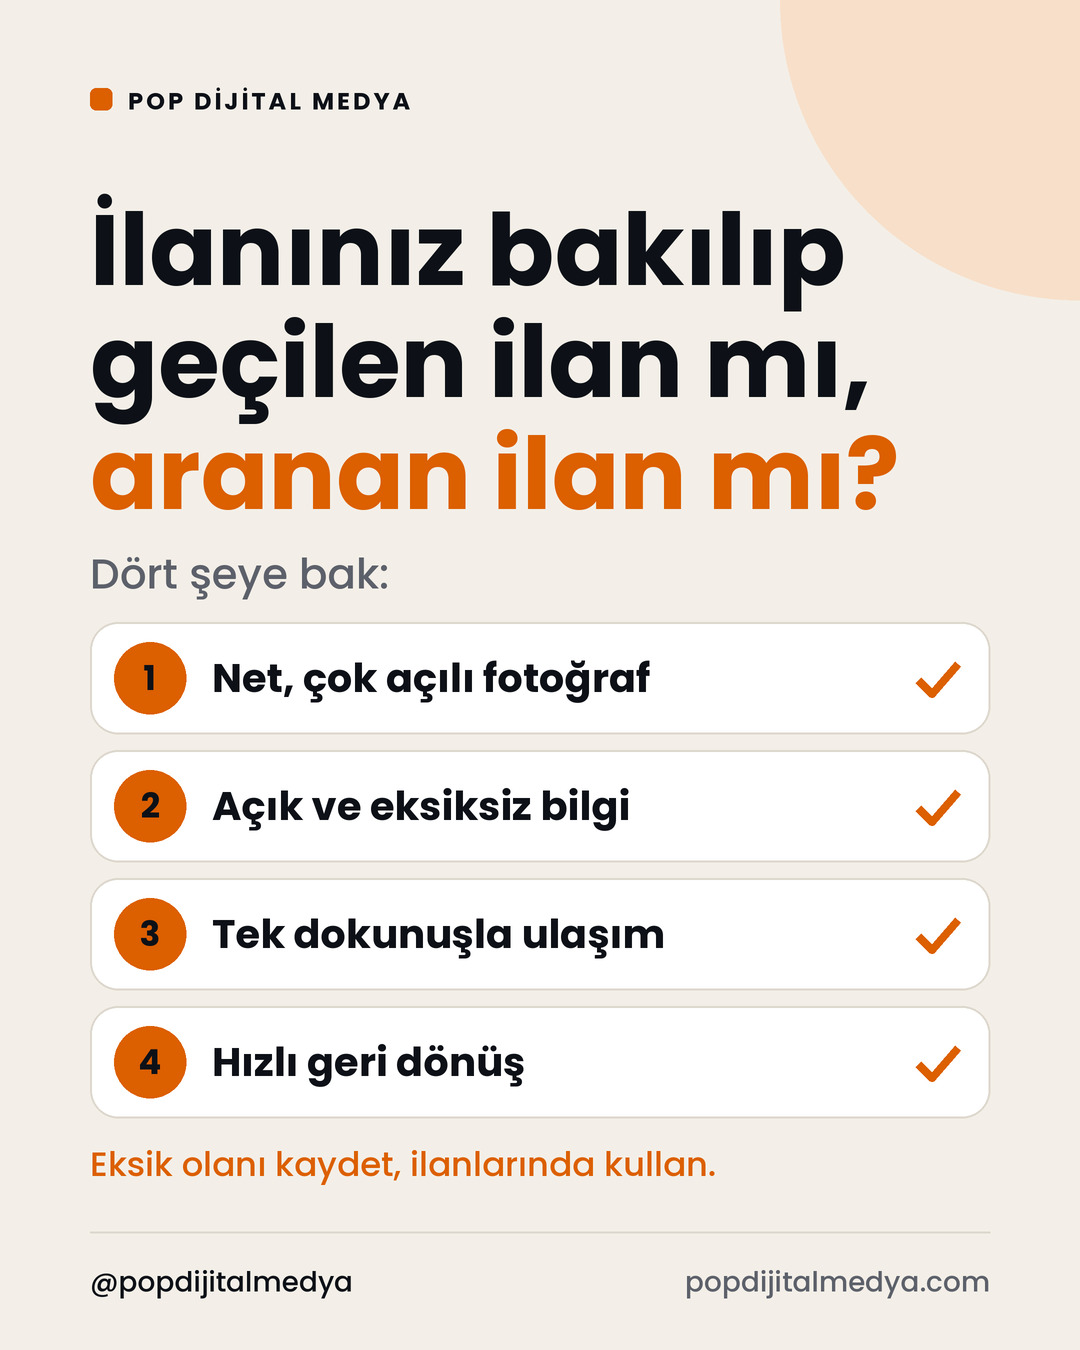 POP DİJİTAL MEDYA
İlanınız bakılıp
geçilen ilan mı,
aranan ilan mı?
Dört şeye bak:
1 Net, çok açılı fotoğraf
2 Açık ve eksiksiz bilgi
3 Tek dokunuşla ulaşım
4 Hızlı geri dönüş
Eksik olanı kaydet, ilanlarında kullan.
@popdijitalmedya popdijitalmedya.com